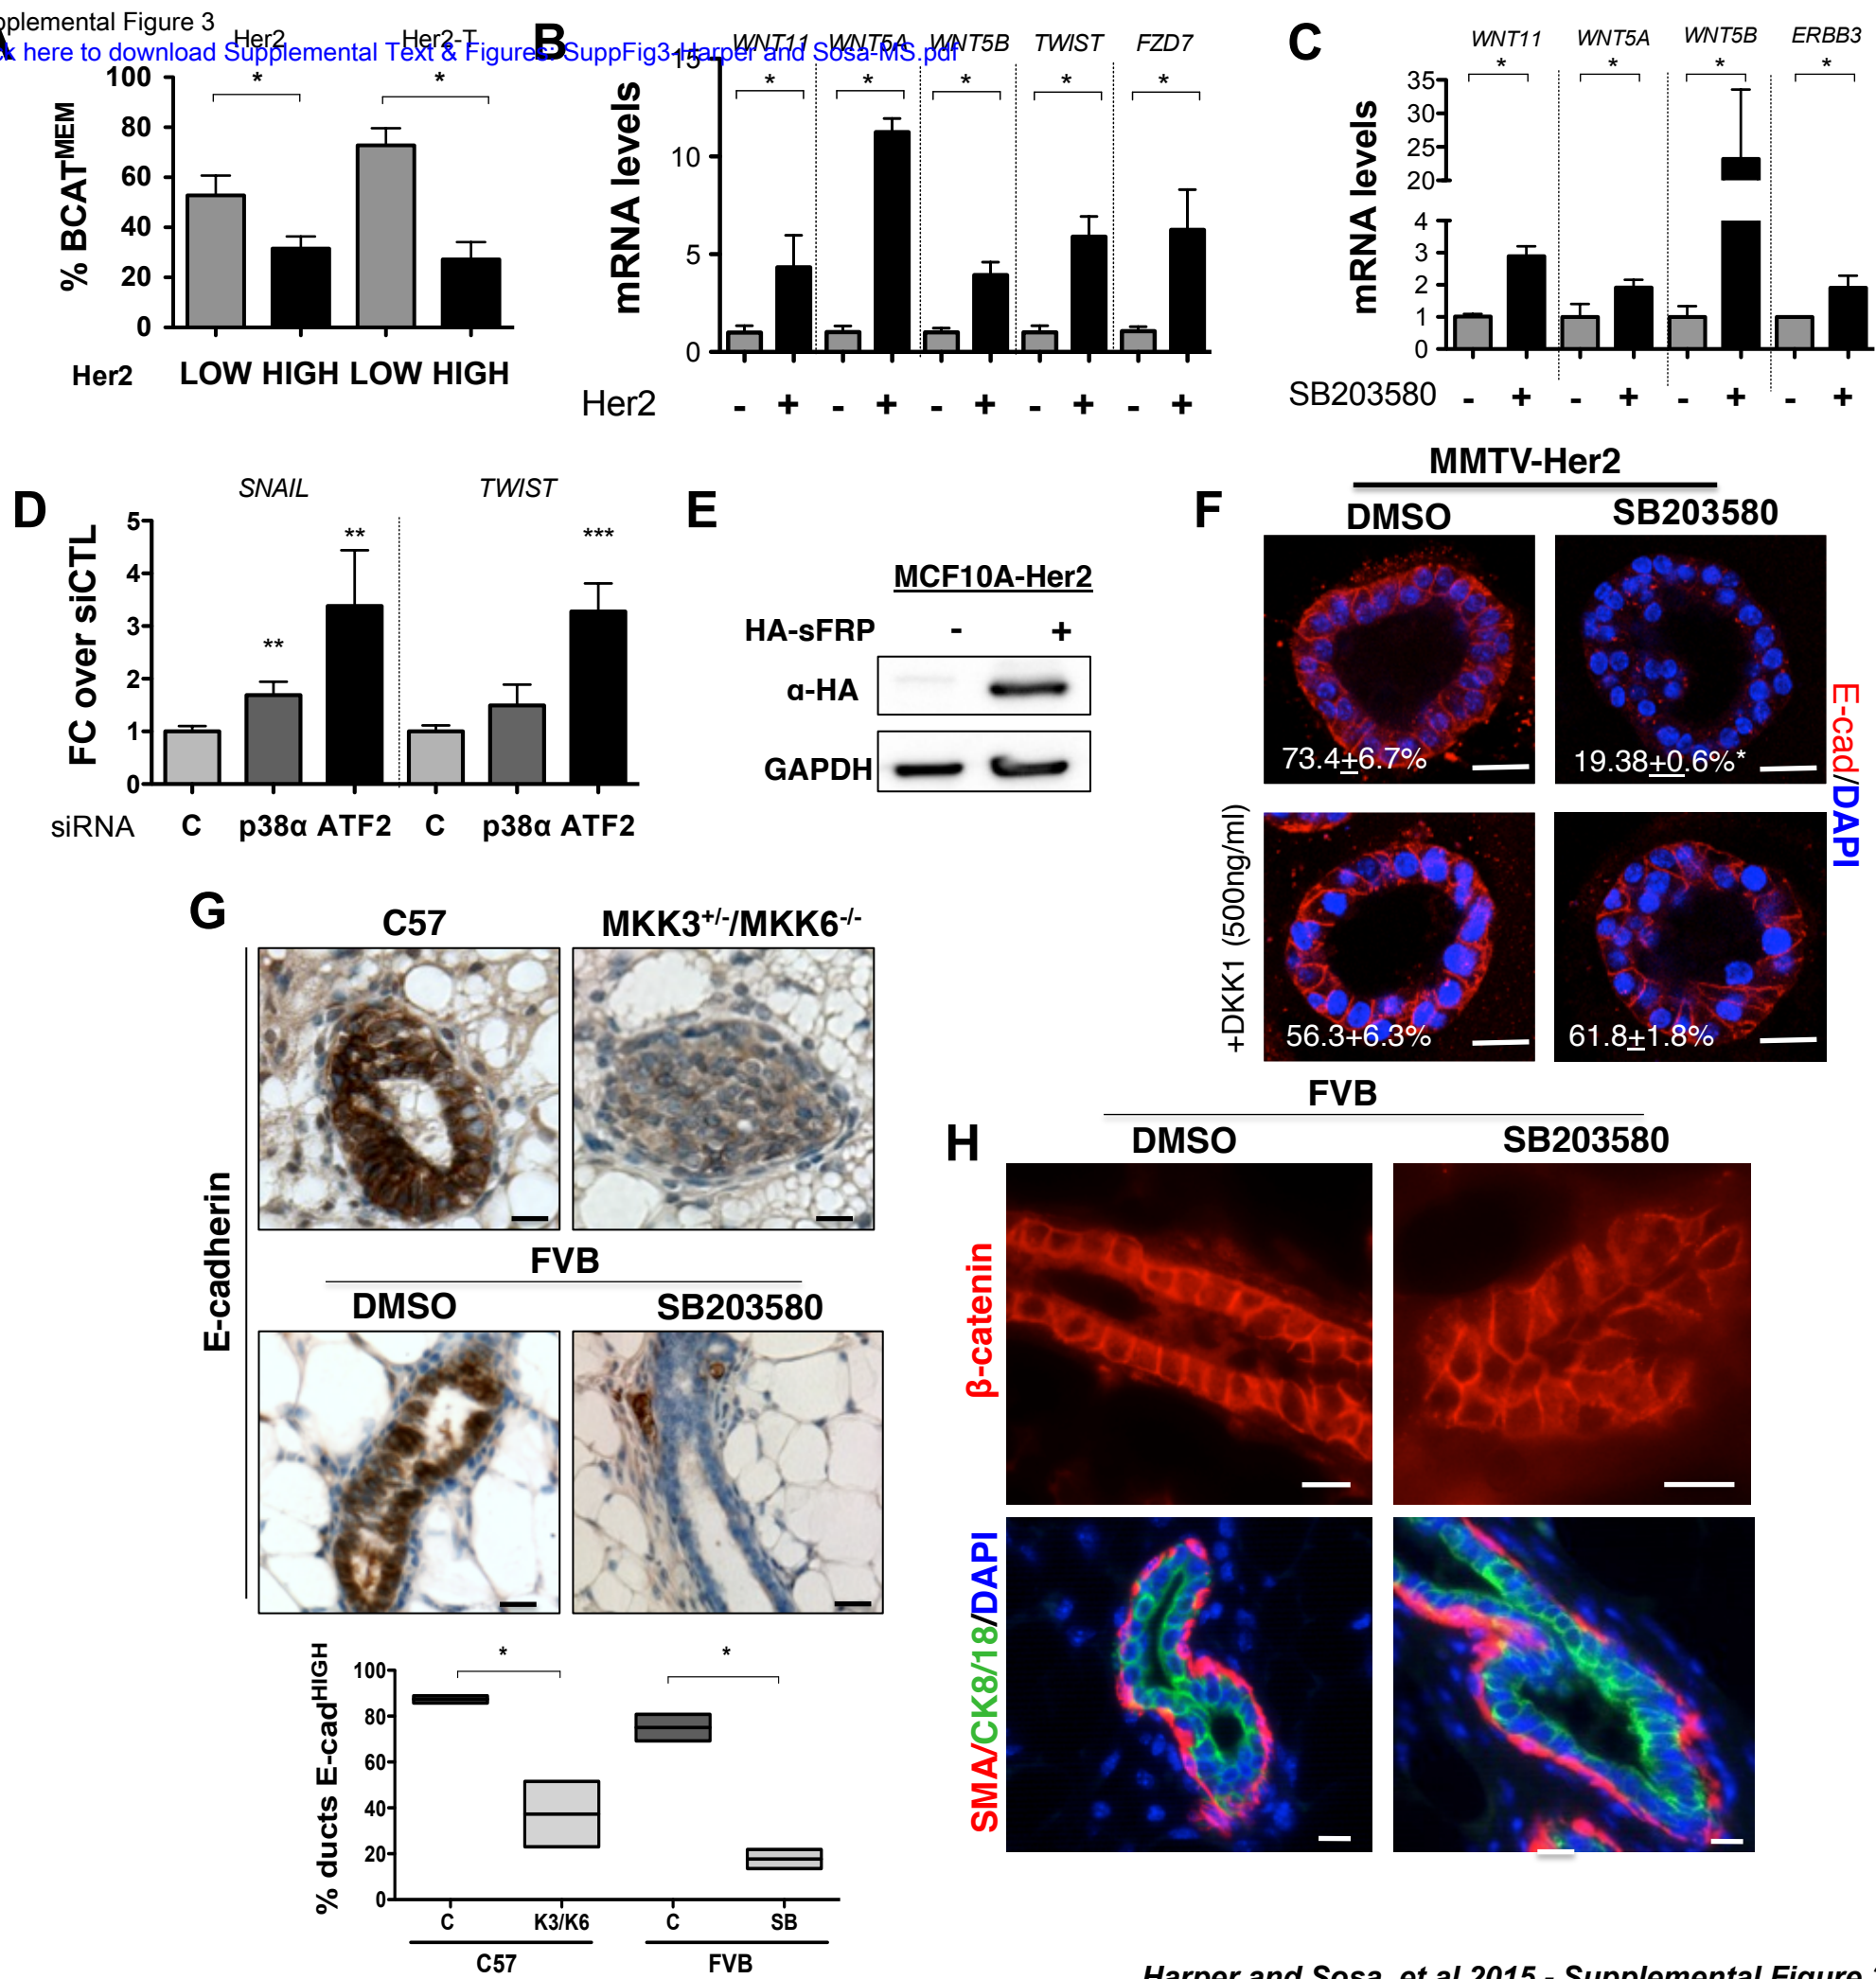 pplemental Figure 3
ck here to download Supplemental Text & Figures: SuppFig3-Harper and Sosa-MS.pdf
Her2 Her2-T
* *
% BCATMEM
100
80
60
40
20
0
Her2 LOW HIGH LOW HIGH
B
WNT11 WNT5A WNT5B TWIST FZD7
* * * * *
mRNA levels
15
10
5
0
Her2 - + - + - + - + - +
C
WNT11 WNT5A WNT5B ERBB3
* * * *
mRNA levels
35
30
25
20
4
3
2
1
0
SB203580 - + - + - + - +
D
SNAIL TWIST
** ** ***
FC over siCTL
5
4
3
2
1
0
siRNA C p38α ATF2 C p38α ATF2
E
MCF10A-Her2
HA-sFRP - +
α-HA
GAPDH
F
MMTV-Her2
DMSO SB203580
73.4±6.7% 19.38±0.6%*
+DKK1 (500ng/ml)
56.3+6.3% 61.8±1.8%
E-cad/DAPI
G
C57 MKK3+/-/MKK6-/-
E-cadherin
FVB
DMSO SB203580
% ducts E-cadHIGH
* *
100
80
60
40
20
0
C K3/K6 C SB
C57 FVB
H
FVB
DMSO SB203580
β-catenin
SMA/CK8/18/DAPI
Harper and Sosa, et al 2015 - Supplemental Figure